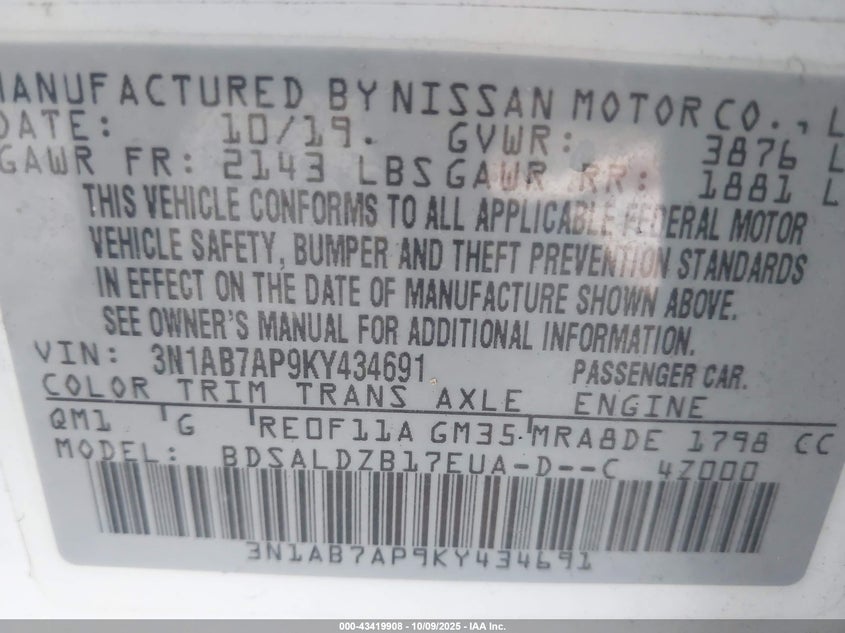 MANUFACTURED BY NISSAN MOTOR CO., L
DATE: 10/19. GVWR: 3876 L
GAWR FR: 2143 LBS GAWR RR: 1881 L
THIS VEHICLE CONFORMS TO ALL APPLICABLE FEDERAL MOTOR
VEHICLE SAFETY, BUMPER AND THEFT PREVENTION STANDARDS
IN EFFECT ON THE DATE OF MANUFACTURE SHOWN ABOVE.
SEE OWNER'S MANUAL FOR ADDITIONAL INFORMATION.
VIN: 3N1AB7AP9KY434691 PASSENGER CAR.
COLOR TRIM TRANS AXLE ENGINE
QM1 G RE0F11A GM35 MRA8DE 1798 CC
MODEL: BDSALDZB17EUA-D--C 4Z000
3N1AB7AP9KY434691
000-43419908 | 10/09/2025 - IAA Inc.